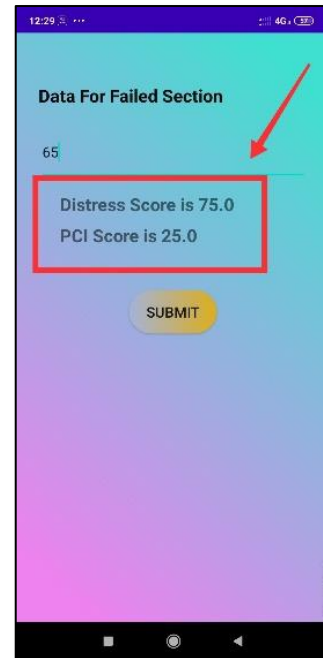 12:29 ...
4G 57
Data For Failed Section
65
Distress Score is 75.0
PCI Score is 25.0
SUBMIT